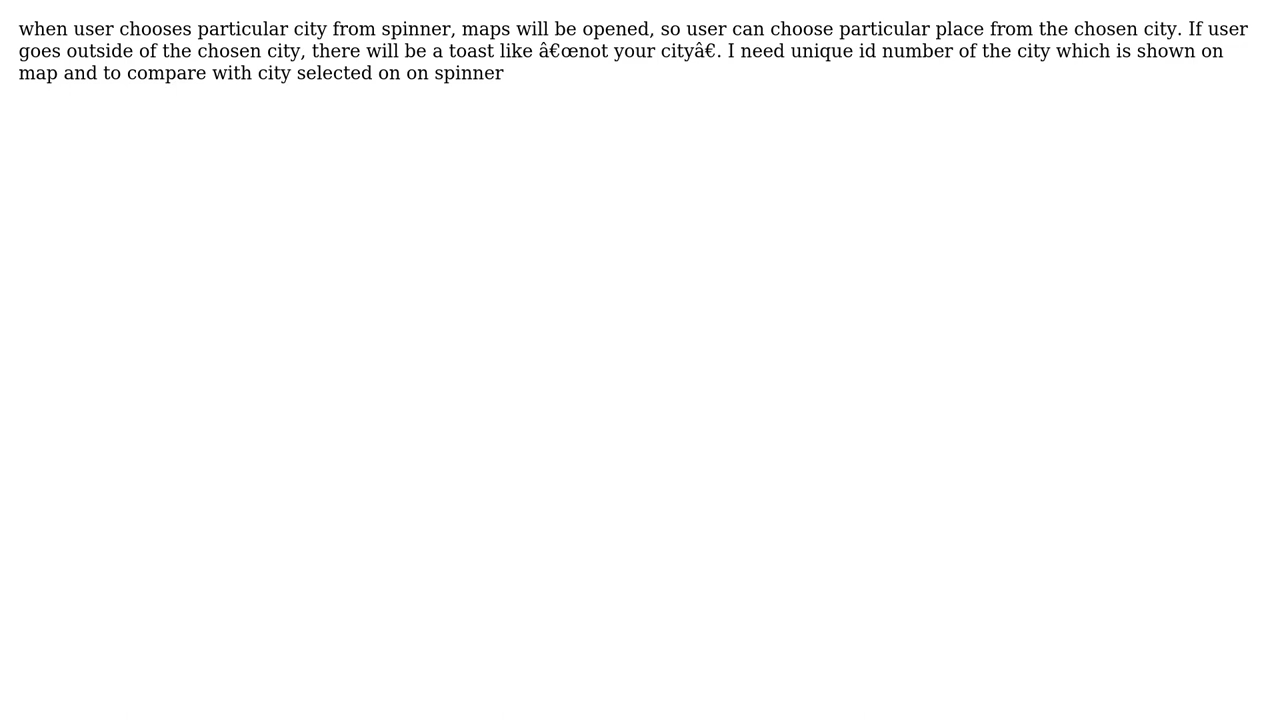 when user chooses particular city from spinner, maps will be opened, so user can choose particular place from the chosen city. If user
goes outside of the chosen city, there will be a toast like â€œnot your cityâ€. I need unique id number of the city which is shown on
map and to compare with city selected on on spinner